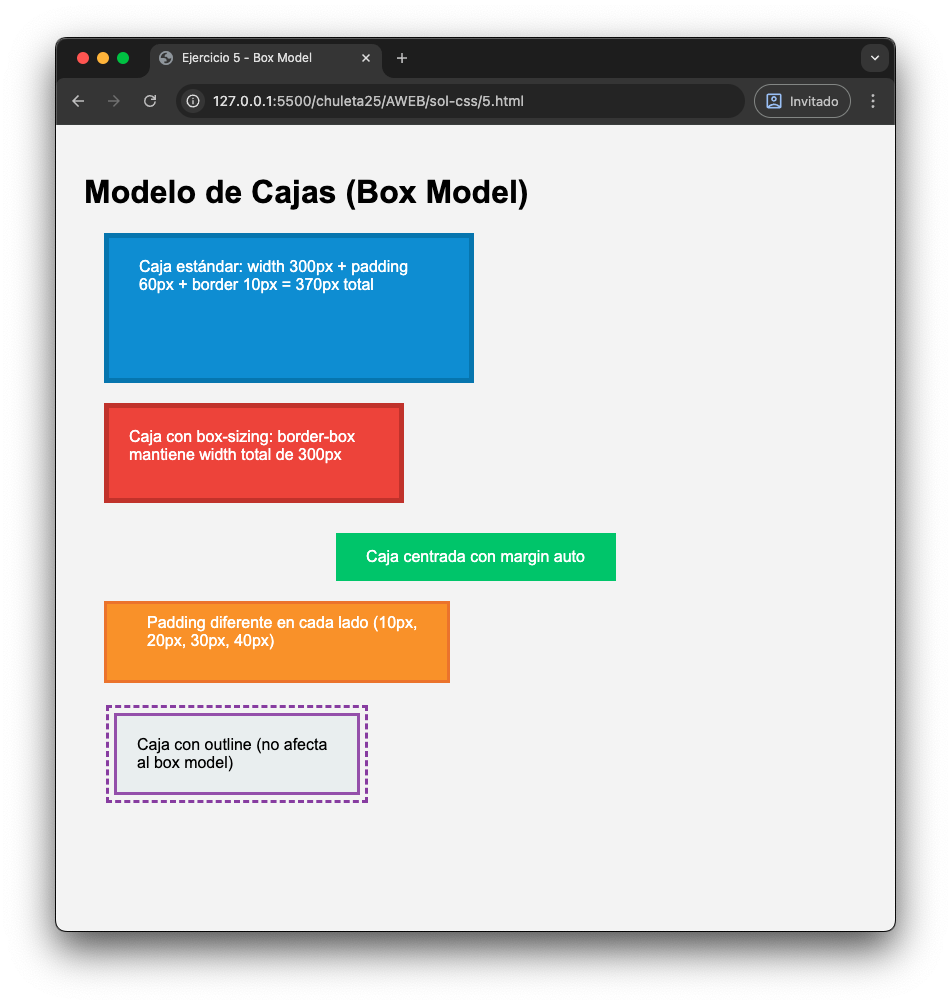 Ejercicio 5 - Box Model
127.0.0.1:5500/chuleta25/AWEB/sol-css/5.html
Invitado
Modelo de Cajas (Box Model)
Caja estándar: width 300px + padding
60px + border 10px = 370px total
Caja con box-sizing: border-box
mantiene width total de 300px
Caja centrada con margin auto
Padding diferente en cada lado (10px,
20px, 30px, 40px)
Caja con outline (no afecta
al box model)